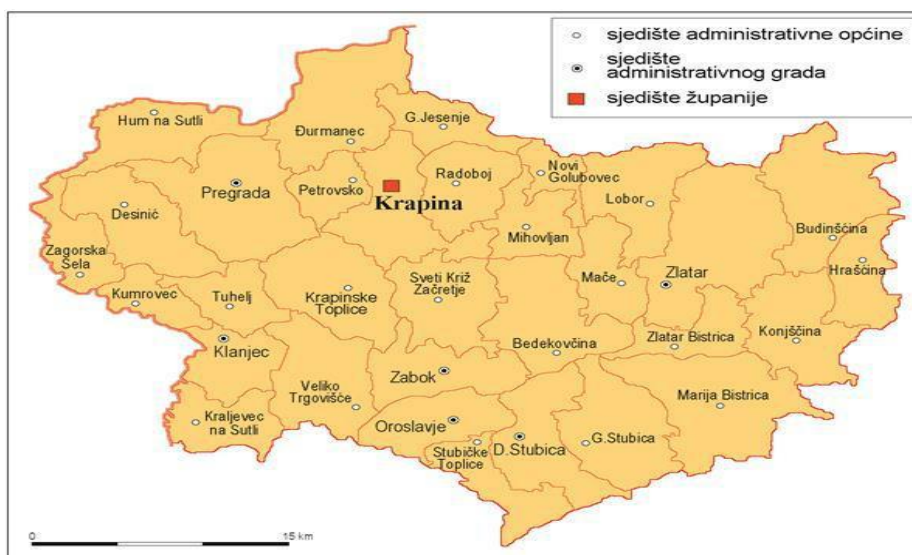 sjedište administrativne općine
sjedište
administrativnog grada
sjedište županije
Hum na Sutli
Đurmanec
G.Jesenje
Pregrada
Petrovsko
Krapina
Radoboj
Novi
Golubovec
Lobor
Desinić
Mihovljan
Budinšćina
Zagorska
Sela
Hrašćina
Kumrovec
Tuhelj
Krapinske
Toplice
Sveti Križ
Začretje
Mače
Zlatar
Klanjec
Bedekovčina
Zlatar Bistrica
Konjščina
Veliko
Trgovišće
Zabok
Marija Bistrica
Kraljevec
na Sutli
Oroslavje
Stubičke
Toplice
D.Stubica
G.Stubica
0
15 km